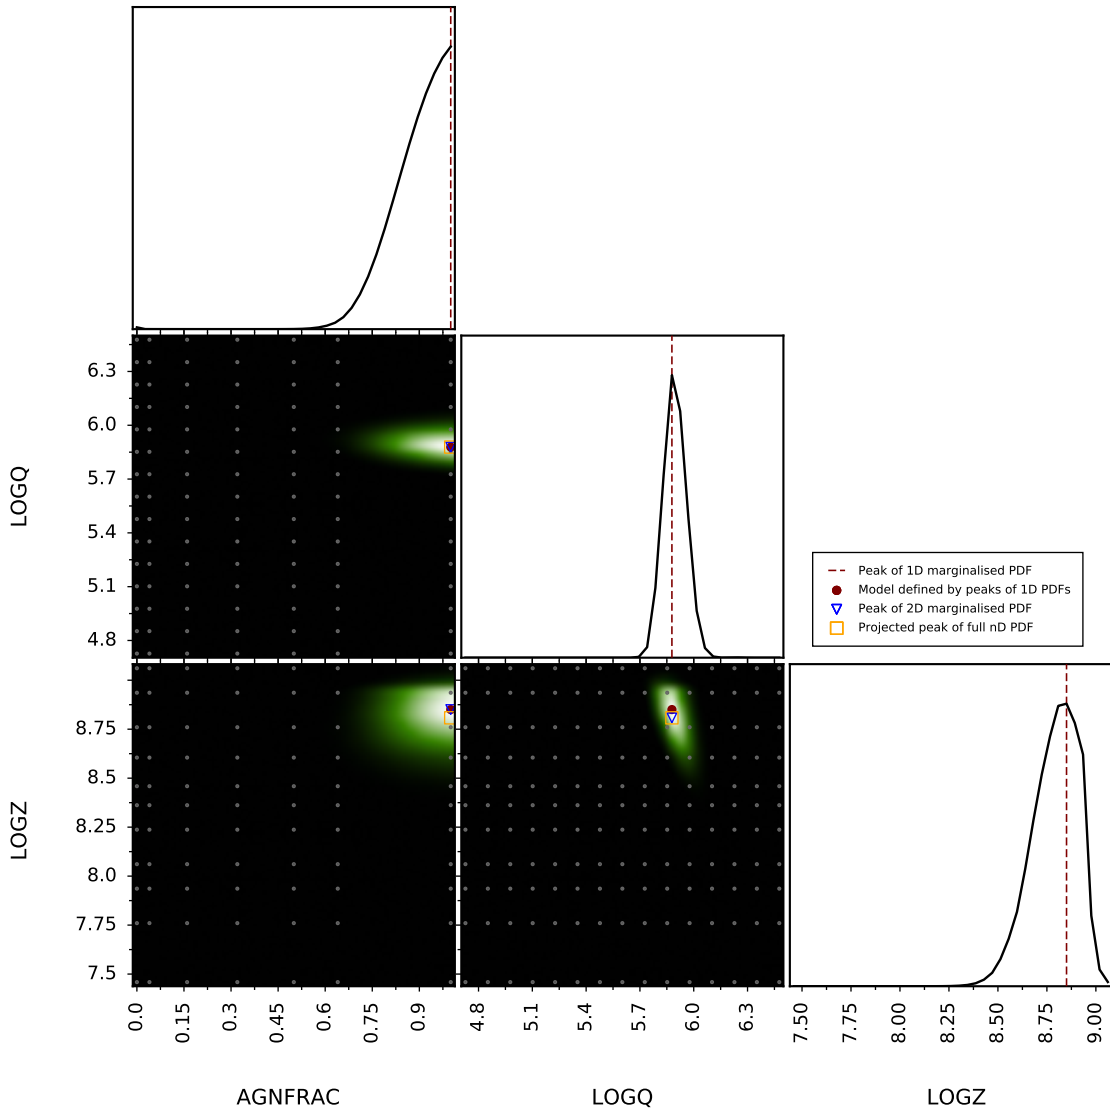 6.3
6.0
5.7
5.4
5.1
4.8
LOGQ
Peak of 1D marginalised PDF
Model defined by peaks of 1D PDFs
Peak of 2D marginalised PDF
Projected peak of full nD PDF
8.75
8.5
8.25
8.0
7.75
7.5
LOGZ
0.0 0.15 0.3 0.45 0.6 0.75 0.9
4.8 5.1 5.4 5.7 6.0 6.3
7.50 7.75 8.00 8.25 8.50 8.75 9.00
AGNFRAC
LOGQ
LOGZ